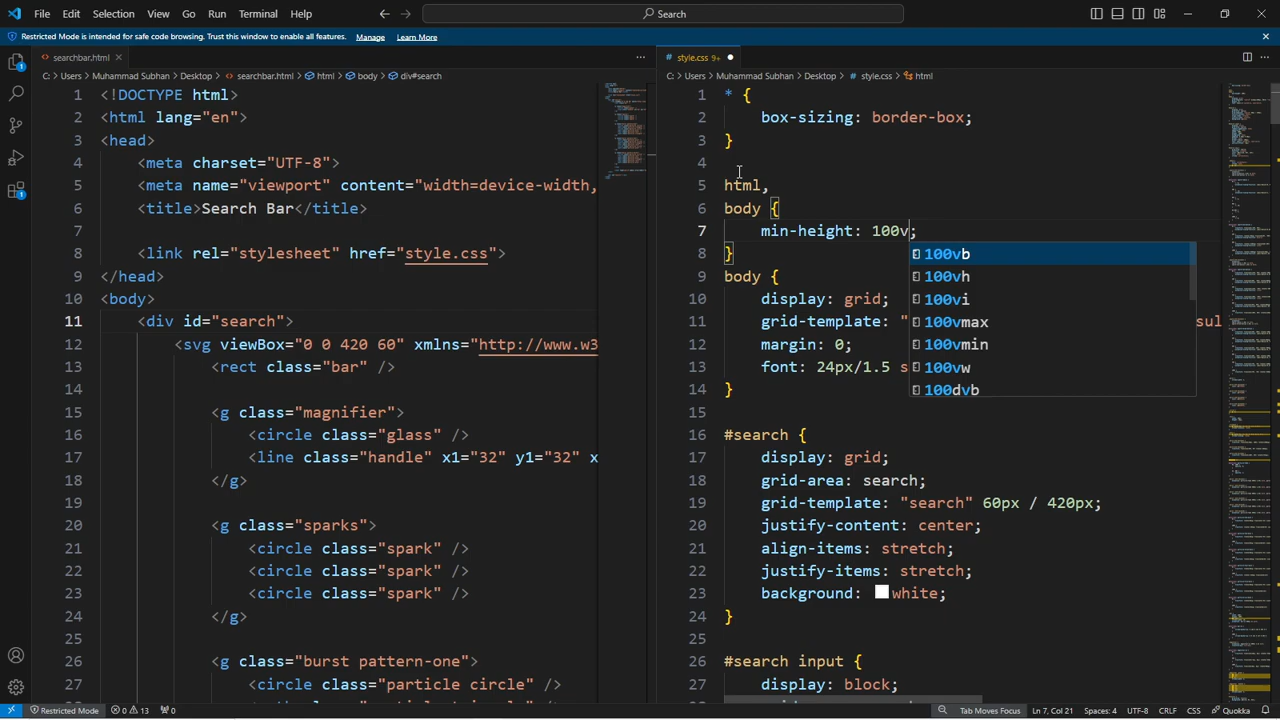 File Edit Selection View Go Run Terminal Help
Search
Restricted Mode is intended for safe code browsing. Trust this window to enable all features. Manage Learn More
searchbar.html
C: > Users > Muhammad Subhan > Desktop > searchbar.html > html > body > div#search
1 <!DOCTYPE html>
2 <html lang="en">
3 <head>
4 <meta charset="UTF-8">
5 <meta name="viewport" content="width=device-width,
6 <title>Search Bar</title>
7
8 <link rel="stylesheet" href="style.css">
9 </head>
10 <body>
11 <div id="search">
12 <svg viewBox="0 0 420 60" xmlns="http://www.w3
13 <rect class="bar" />
14
15 <g class="magnifier">
16 <circle class="glass" />
17 <line class="handle" x1="32" y1="32" x
18 </g>
19
20 <g class="sparks">
21 <circle class="spark" />
22 <circle class="spark" />
23 <circle class="spark" />
24 </g>
25
26 <g class="burst pattern-one">
27 <circle class="particle circle" />
style.css 9+
C: > Users > Muhammad Subhan > Desktop > style.css > html
1 * {
2 box-sizing: border-box;
3 }
4
5 html,
6 body {
7 min-height: 100v;
8 }
9 body {
10 display: grid;
11 grid-template: " sul
12 margin: 0;
13 font: 24px/1.5 s
14 }
15
16 #search {
17 display: grid;
18 grid-area: search;
19 grid-template: "search" 60px / 420px;
20 justify-content: center;
21 align-items: stretch;
22 justify-items: stretch;
23 background: white;
24 }
25
26 #search input {
27 display: block;
100vb
100vh
100vi
100vmax
100vmin
100vw
100dvb
1
1
Restricted Mode 0 13 0
Tab Moves Focus Ln 7, Col 21 Spaces: 4 UTF-8 CRLF CSS Quokka